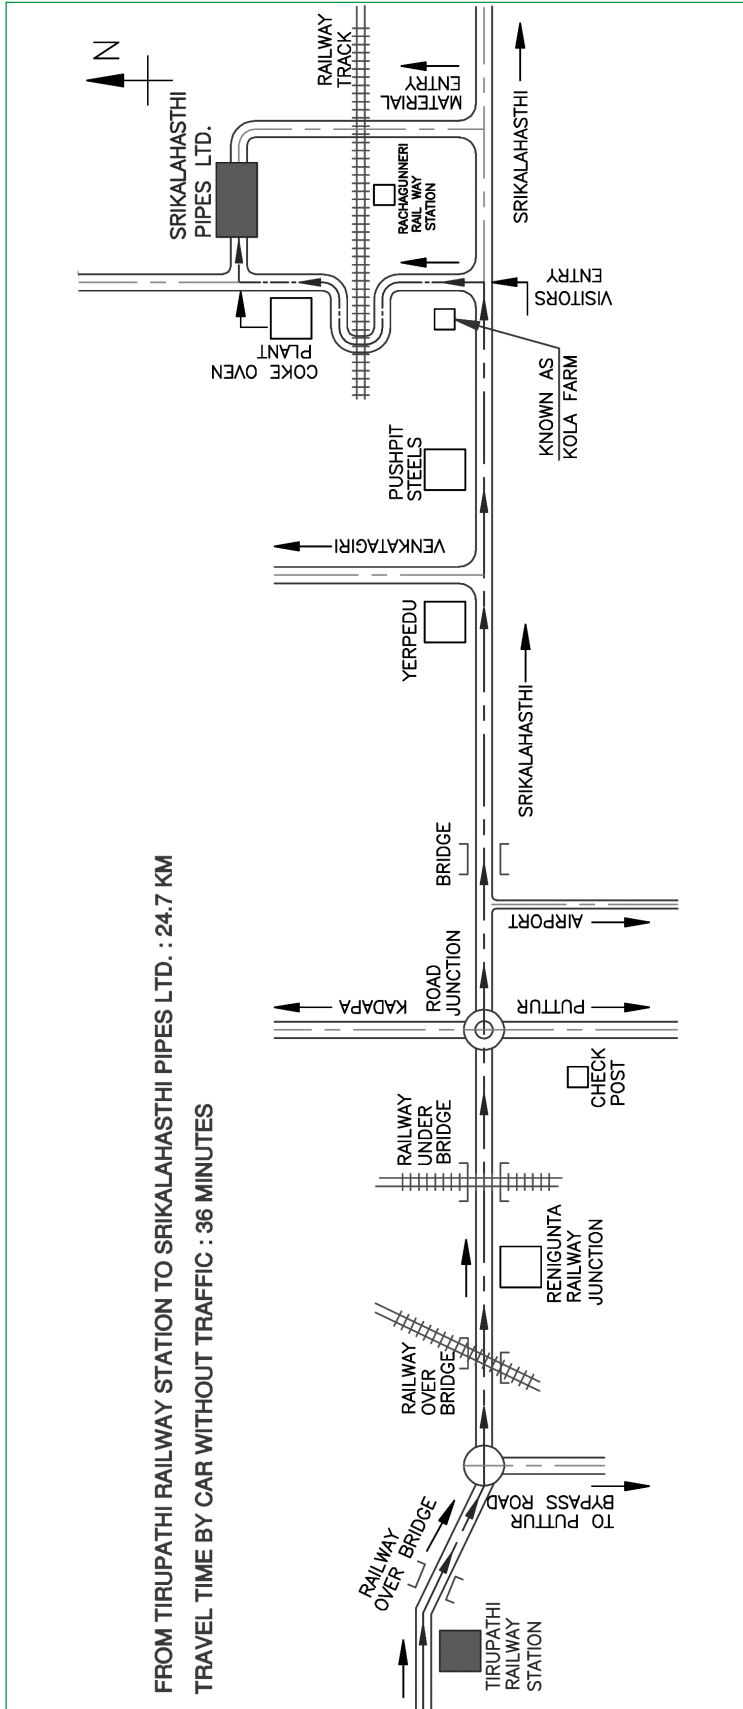 FROM TIRUPATHI RAILWAY STATION TO SRIKALAHASTHI PIPES LTD. : 24.7 KM
TRAVEL TIME BY CAR WITHOUT TRAFFIC : 36 MINUTES
N
SRIKALAHASTHI
PIPES LTD.
RAILWAY
TRACK
MATERIAL
ENTRY
SRIKALAHASTHI
RACHAGUNNERI
RAIL WAY
STATION
COKE OVEN
PLANT
VISITORS
ENTRY
KNOWN AS
KOLA FARM
PUSHPIT
STEELS
VENKATAGIRI
YERPEDU
SRIKALAHASTHI
BRIDGE
AIRPORT
ROAD
JUNCTION
KADAPA
PUTTUR
CHECK
POST
RAILWAY
UNDER
BRIDGE
RENIGUNTA
RAILWAY
JUNCTION
RAILWAY
OVER
BRIDGE
TO PUTTUR
BYPASS ROAD
RAILWAY
OVER BRIDGE
TIRUPATHI
RAILWAY
STATION